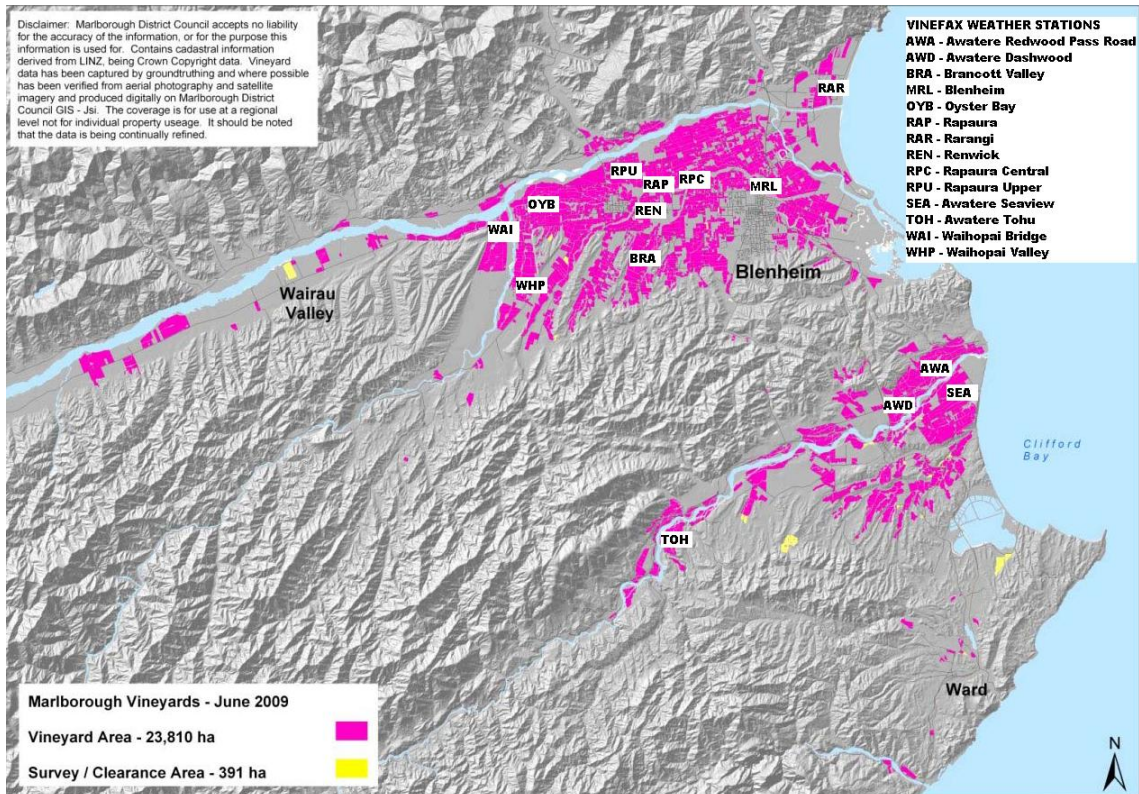 Disclaimer: Marlborough District Council accepts no liability
for the accuracy of the information, or for the purpose this
information is used for. Contains cadastral information
derived from LINZ, being Crown Copyright data. Vineyard
data has been captured by groundtruthing and where possible
has been verified from aerial photography and satellite
imagery and produced digitally on Marlborough District
Council GIS - Jsi. The coverage is for use at a regional
level not for individual property useage. It should be noted
that the data is being continually refined.
VINEFAX WEATHER STATIONS
AWA - Awatere Redwood Pass Road
AWD - Awatere Dashwood
BRA - Brancott Valley
MRL - Blenheim
OYB - Oyster Bay
RAP - Rapaura
RAR - Rarangi
REN - Renwick
RPC - Rapaura Central
RPU - Rapaura Upper
SEA - Awatere Seaview
TOH - Awatere Tohu
WAI - Waihopai Bridge
WHP - Waihopai Valley
RAR
RPU
RAP
RPC
MRL
OYB
REN
WAI
BRA
WHP
Blenheim
Wairau
Valley
AWA
SEA
AWD
Clifford
Bay
TOH
Ward
Marlborough Vineyards - June 2009
Vineyard Area - 23,810 ha
Survey / Clearance Area - 391 ha
N